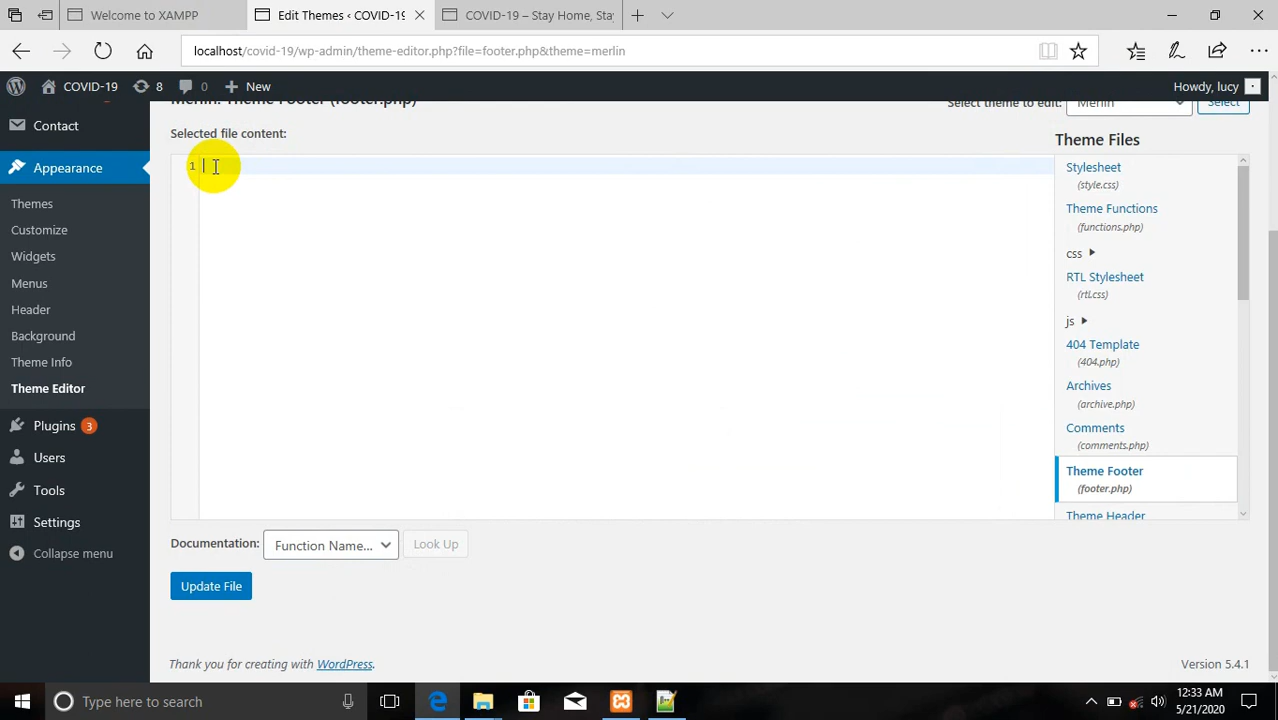 Welcome to XAMPP
Edit Themes ‹ COVID-19
COVID-19 – Stay Home, Stay
localhost/covid-19/wp-admin/theme-editor.php?file=footer.php&theme=merlin
COVID-19
8
0
New
Howdy, lucy
Merlin: Theme Footer (footer.php)
Select theme to edit:
Merlin
Select
Contact
Appearance
Themes
Customize
Widgets
Menus
Header
Background
Theme Info
Theme Editor
Plugins 3
Users
Tools
Settings
Collapse menu
Selected file content:
1
Theme Files
Stylesheet
(style.css)
Theme Functions
(functions.php)
css
RTL Stylesheet
(rtl.css)
js
404 Template
(404.php)
Archives
(archive.php)
Comments
(comments.php)
Theme Footer
(footer.php)
Theme Header
Documentation:
Function Name...
Look Up
Update File
Thank you for creating with WordPress.
Version 5.4.1
Type here to search
12:33 AM
5/21/2020